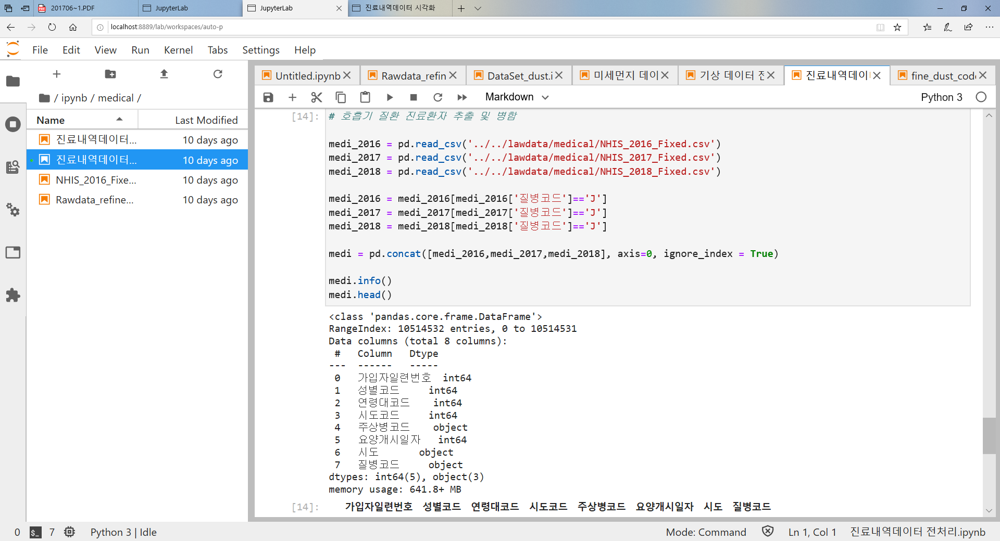 201706~1.PDF
JupyterLab
JupyterLab
진료내역데이터 시각화
localhost:8889/lab/workspaces/auto-p
File Edit View Run Kernel Tabs Settings Help
/ ipynb / medical /
Name Last Modified
진료내역데이터... 10 days ago
진료내역데이터... 10 days ago
NHIS_2016_Fixe... 10 days ago
Rawdata_refine... 10 days ago
Untitled.ipynb
Rawdata_refin
DataSet_dust.i
미세먼지 데이
기상 데이터 전
진료내역데이
fine_dust_code
Markdown
Python 3
[14]: # 호흡기 질환 진료환자 추출 및 병합
medi_2016 = pd.read_csv('../../lawdata/medical/NHIS_2016_Fixed.csv')
medi_2017 = pd.read_csv('../../lawdata/medical/NHIS_2017_Fixed.csv')
medi_2018 = pd.read_csv('../../lawdata/medical/NHIS_2018_Fixed.csv')
medi_2016 = medi_2016[medi_2016['질병코드']=='J']
medi_2017 = medi_2017[medi_2017['질병코드']=='J']
medi_2018 = medi_2018[medi_2018['질병코드']=='J']
medi = pd.concat([medi_2016,medi_2017,medi_2018], axis=0, ignore_index = True)
medi.info()
medi.head()
<class 'pandas.core.frame.DataFrame'>
RangeIndex: 10514532 entries, 0 to 10514531
Data columns (total 8 columns):
# Column Dtype
--- ------ -----
0 가입자일련번호 int64
1 성별코드 int64
2 연령대코드 int64
3 시도코드 int64
4 주상병코드 object
5 요양개시일자 int64
6 시도 object
7 질병코드 object
dtypes: int64(5), object(3)
memory usage: 641.8+ MB
[14]: 가입자일련번호 성별코드 연령대코드 시도코드 주상병코드 요양개시일자 시도 질병코드
0 $_ 7 Python 3 | Idle Mode: Command Ln 1, Col 1 진료내역데이터 전처리.ipynb